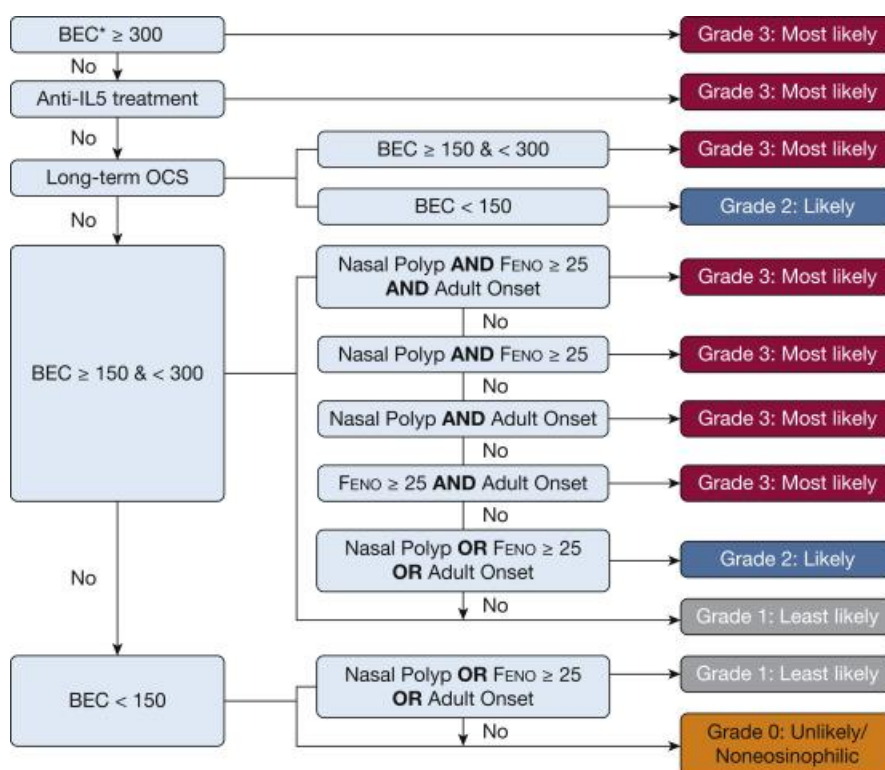 BEC* ≥ 300
Grade 3: Most likely
No
Anti-IL5 treatment
Grade 3: Most likely
No
Long-term OCS
BEC ≥ 150 & < 300
Grade 3: Most likely
BEC < 150
Grade 2: Likely
No
BEC ≥ 150 & < 300
Nasal Polyp AND FENO ≥ 25
AND Adult Onset
Grade 3: Most likely
No
Nasal Polyp AND FENO ≥ 25
Grade 3: Most likely
No
Nasal Polyp AND Adult Onset
Grade 3: Most likely
No
FENO ≥ 25 AND Adult Onset
Grade 3: Most likely
No
Nasal Polyp OR FENO ≥ 25
OR Adult Onset
Grade 2: Likely
No
Grade 1: Least likely
No
BEC < 150
Nasal Polyp OR FENO ≥ 25
OR Adult Onset
Grade 1: Least likely
No
Grade 0: Unlikely/
Noneosinophilic